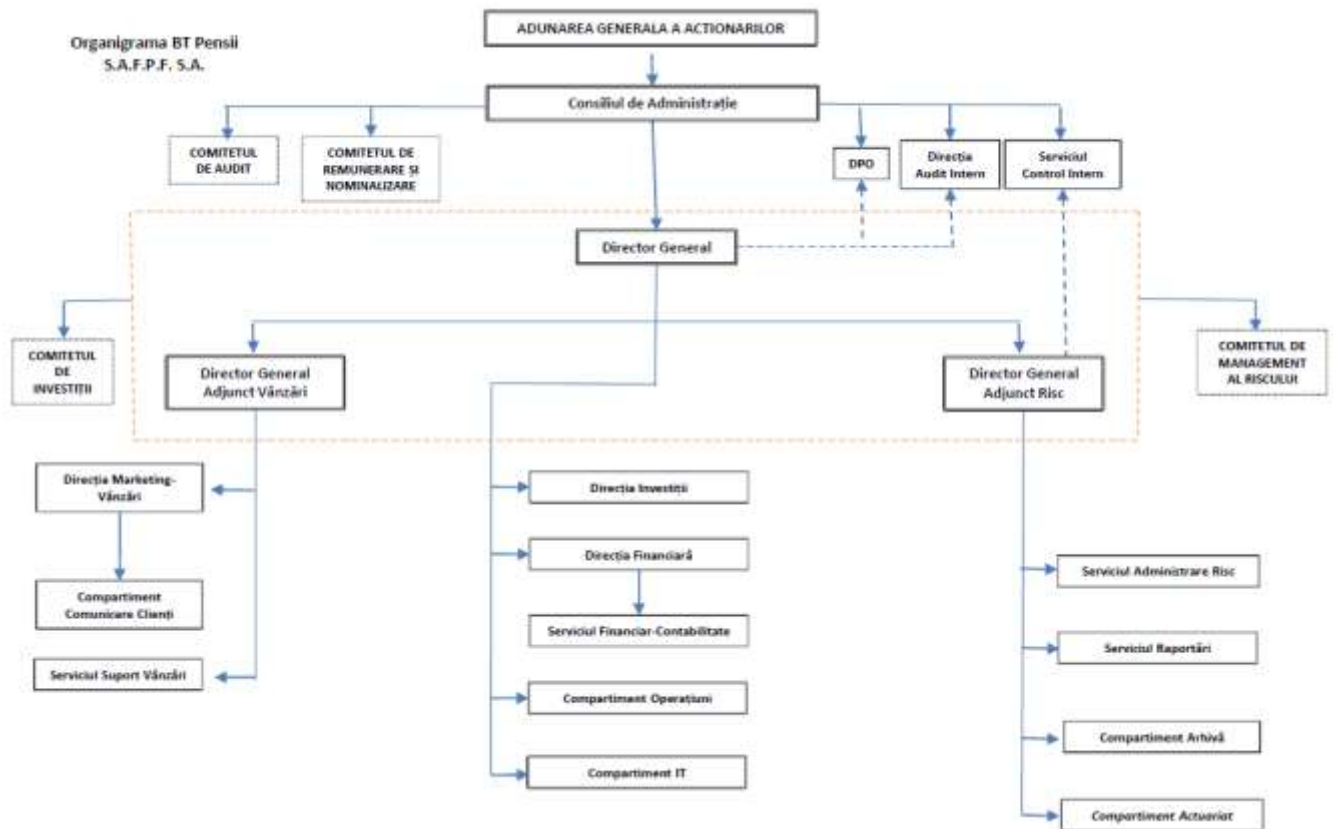 Organigrama BT Pensii
S.A.F.P.F. S.A.
ADUNAREA GENERALA A ACTIONARILOR
Consiliul de Administrație
COMITETUL
DE AUDIT
COMITETUL DE
REMUNERARE ȘI
NOMINALIZARE
DPO
Direcția
Audit Intern
Serviciul
Control Intern
Director General
COMITETUL
DE
INVESTIȚII
Director General
Adjunct Vânzări
Director General
Adjunct Risc
COMITETUL DE
MANAGEMENT
AL RISCULUI
Direcția Marketing-
Vânzări
Compartiment
Comunicare Clienți
Serviciul Suport Vânzări
Direcția Investiții
Direcția Financiară
Serviciul Financiar-Contabilitate
Compartiment Operațiuni
Compartiment IT
Serviciul Administrare Risc
Serviciul Raportări
Compartiment Arhivă
Compartiment Actuariat